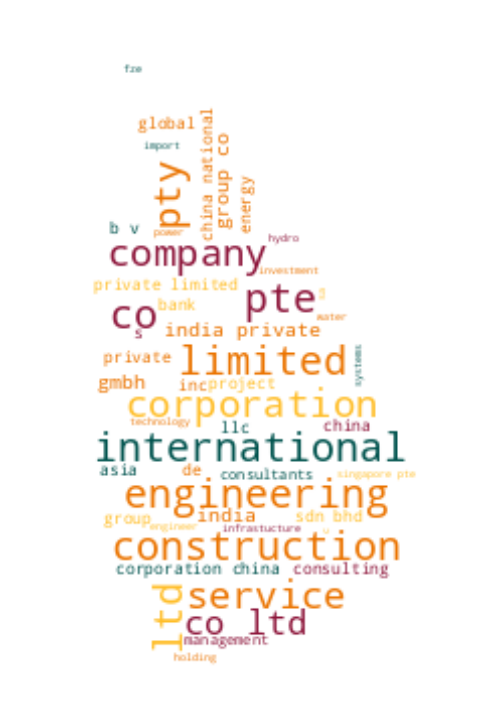 fze
global
import
pty
china national
group co
energy
b v
power
hydro
company
investment
private limited
pte
bank
co
water
s
india private
private
limited
systems
gmbh
inc
project
corporation
technology
llc
china
international
asia
de
consultants
singapore pte
engineering
group
india
sdn bhd
engineer
infrastucture
u
construction
corporation china
consulting
ltd
service
co ltd
management
holding